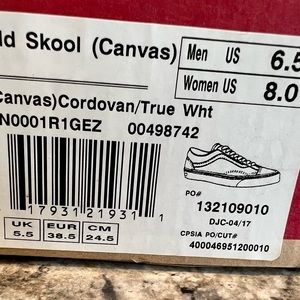 ld Skool (Canvas)
Men US 6.5
Women US 8.0
Canvas)Cordovan/True Wht
N0001R1GEZ 00498742
PO#
132109010
DJC-04/17
CPSIA PO/CUT#
400046951200010
17931 21931 1
UK EUR CM
5.5 38.5 24.5